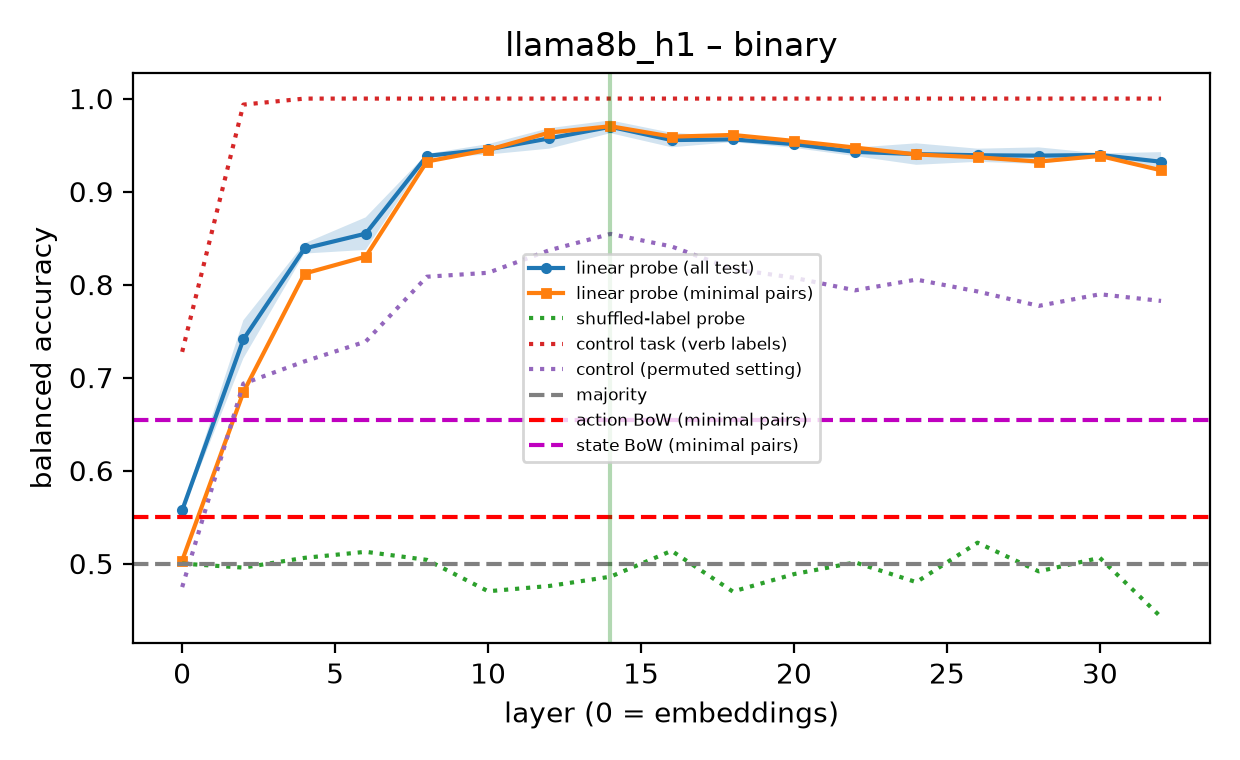 llama8b_h1 – binary
balanced accuracy
1.0
0.9
0.8
0.7
0.6
0.5
linear probe (all test)
linear probe (minimal pairs)
shuffled-label probe
control task (verb labels)
control (permuted setting)
majority
action BoW (minimal pairs)
state BoW (minimal pairs)
0 5 10 15 20 25 30
layer (0 = embeddings)